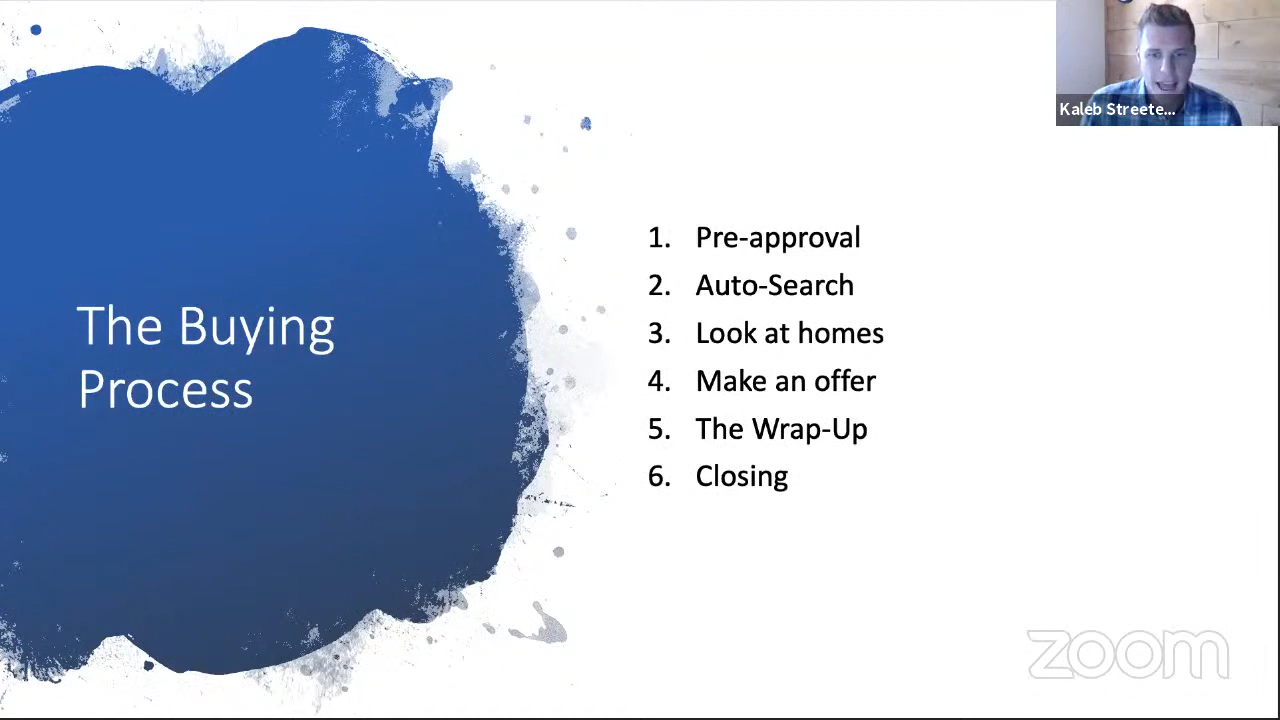 Kaleb Streete...
The Buying
Process
1. Pre-approval
2. Auto-Search
3. Look at homes
4. Make an offer
5. The Wrap-Up
6. Closing
zoom